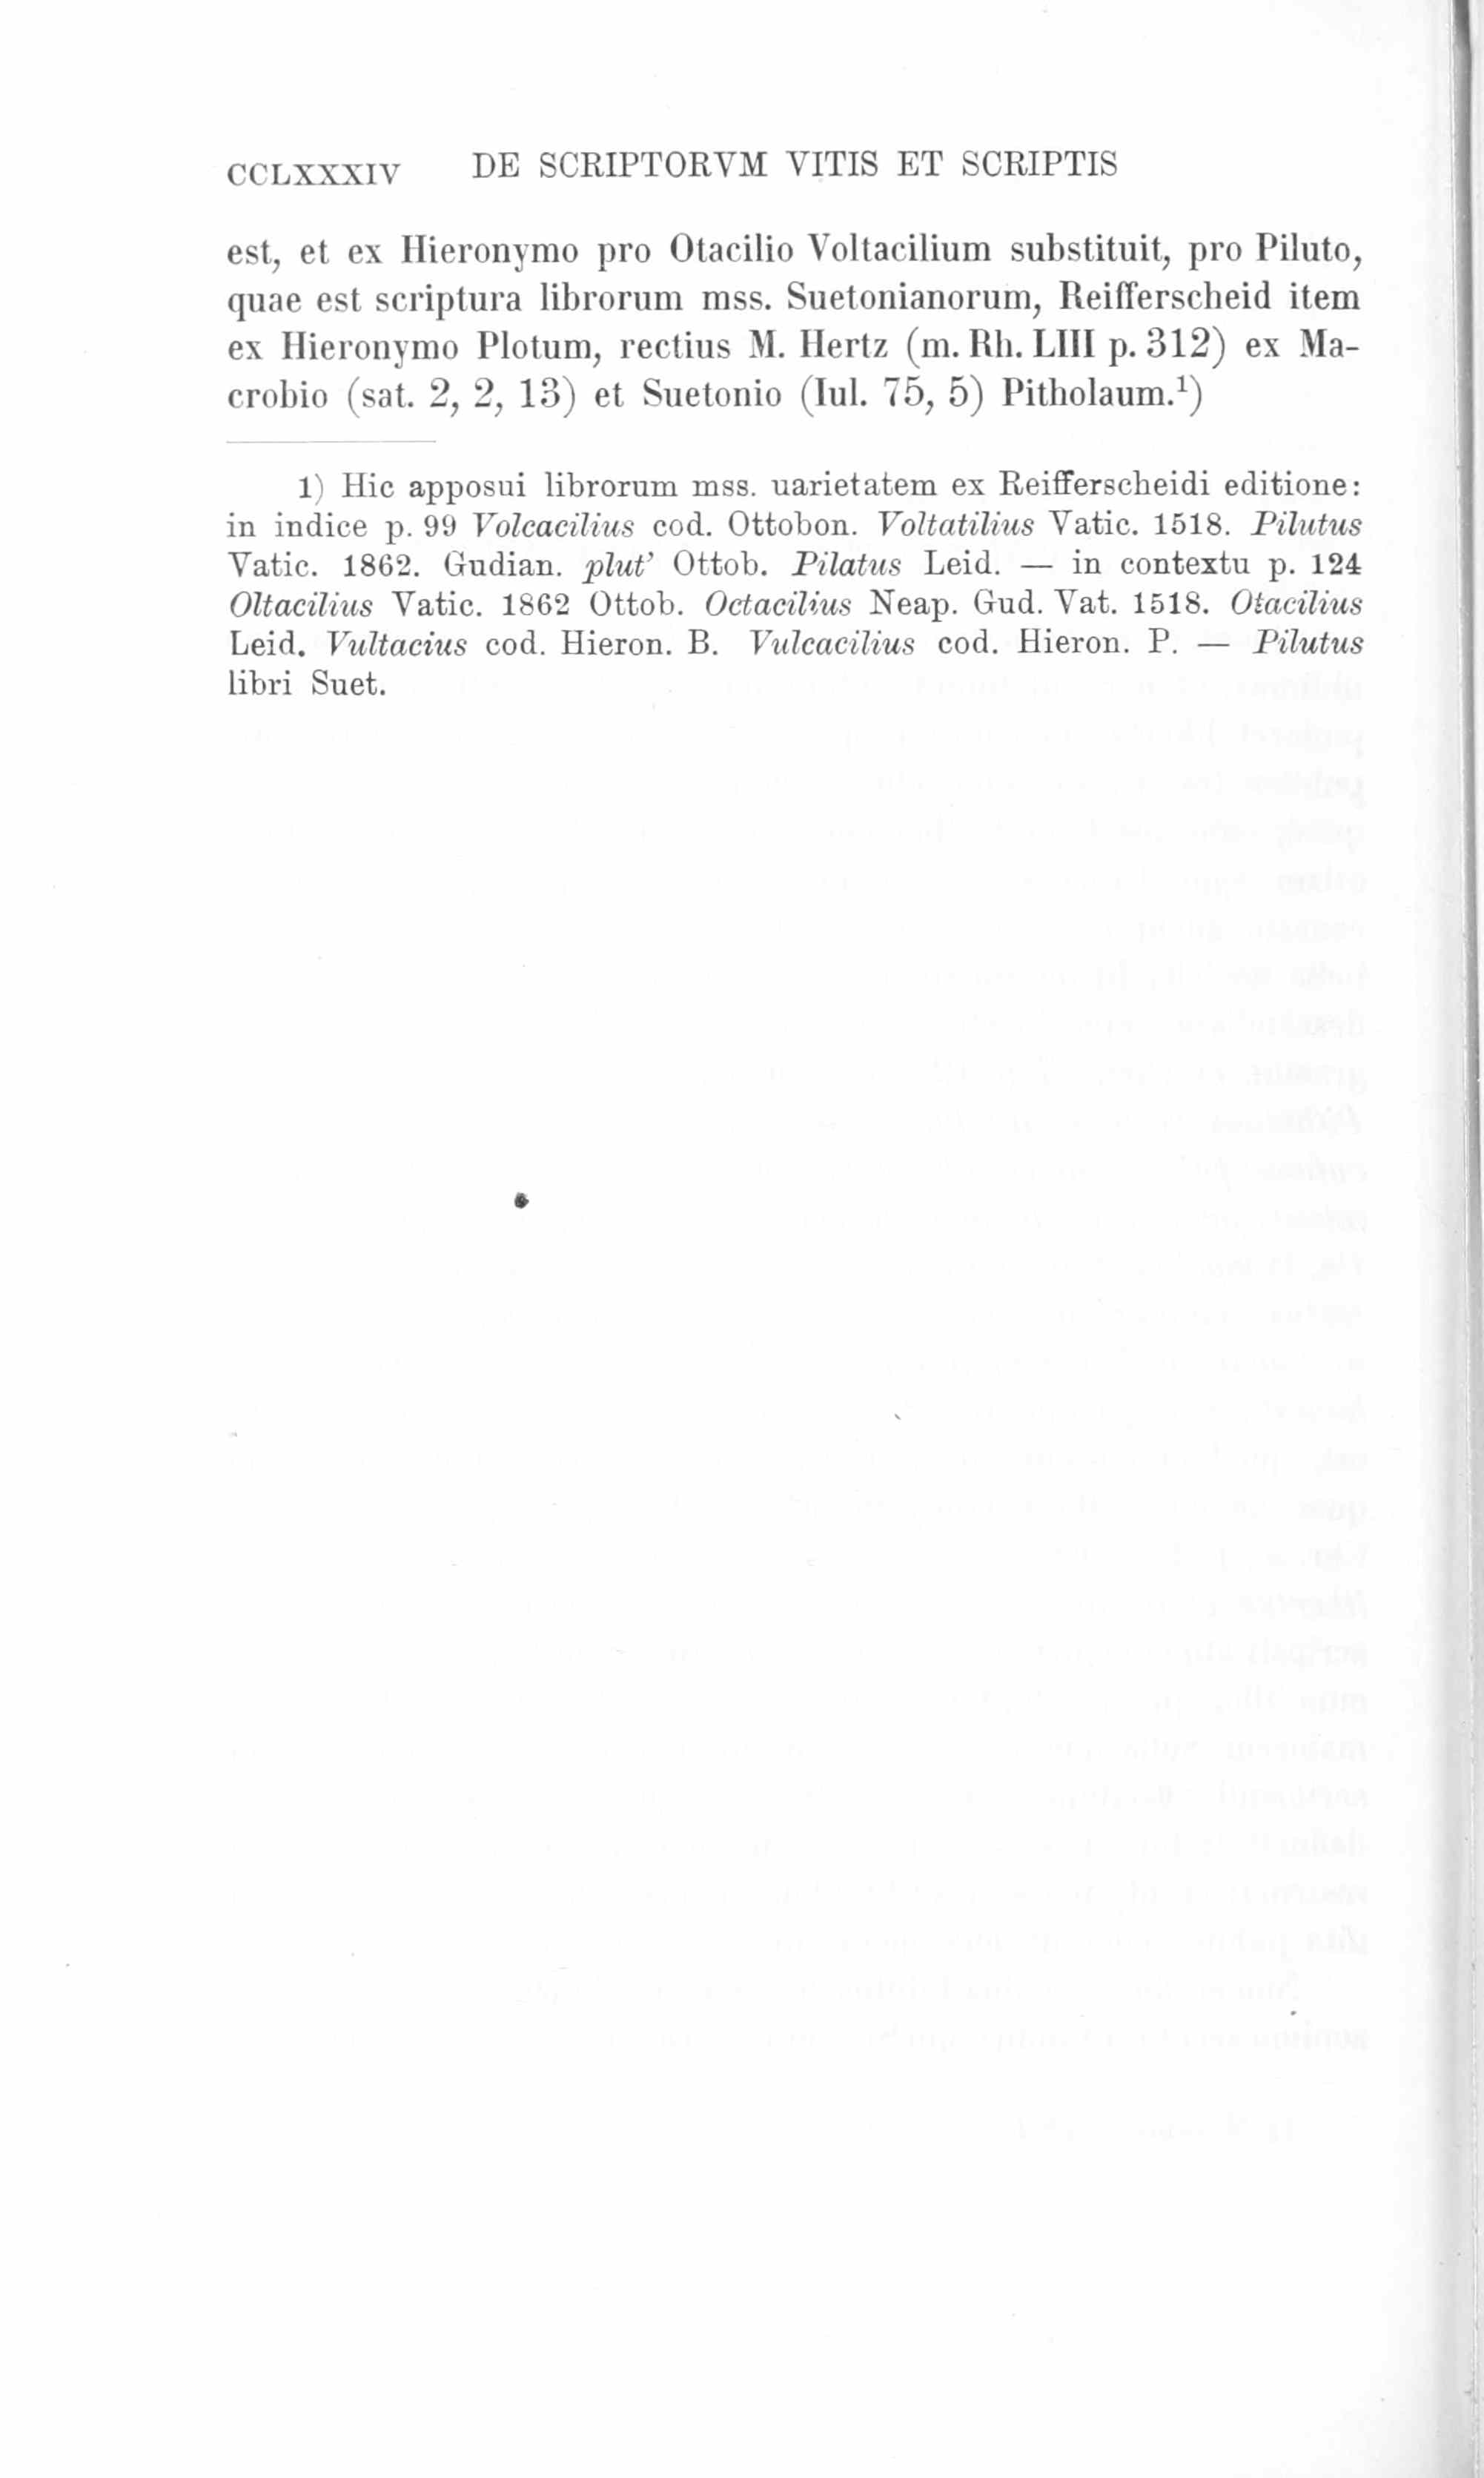 CCLXXXIV DE SCRIPTORVM VITIS ET SCRIPTIS
est, et ex Hieronymo pro Otacilio Voltacilium substituit, pro Piluto,
quae est scriptura librorum mss. Suetonianorum, Reifferscheid item
ex Hieronymo Plotum, rectius M. Hertz (m. Rh. LIII p. 312) ex Ma-
crobio (sat. 2, 2, 13) et Suetonio (Iul. 75, 5) Pitholaum.¹)
1) Hic apposui librorum mss. uarietatem ex Reifferscheidi editione:
in indice p. 99 Volcacilius cod. Ottobon. Voltatilius Vatic. 1518. Pilutus
Vatic. 1862. Gudian. plut' Ottob. Pilatus Leid. — in contextu p. 124
Oltacilius Vatic. 1862 Ottob. Octacilius Neap. Gud. Vat. 1518. Otacilius
Leid. Vultacius cod. Hieron. B. Vulcacilius cod. Hieron. P. — Pilutus
libri Suet.